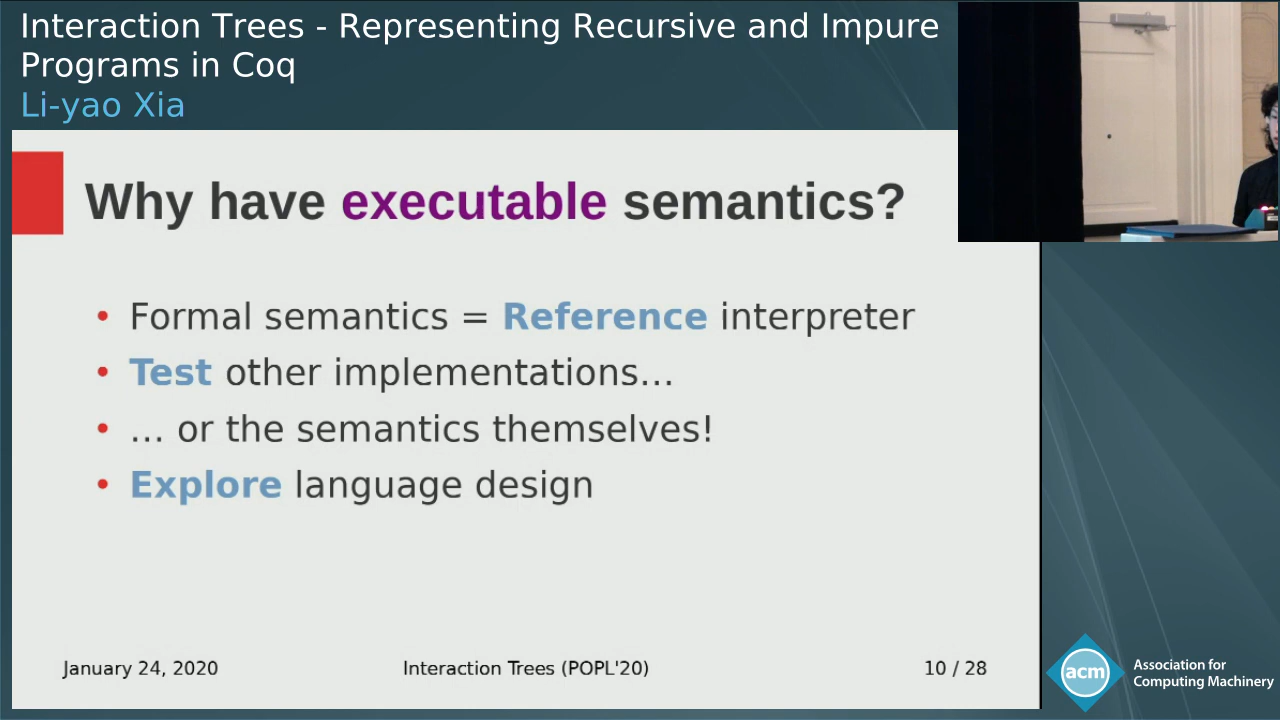 Interaction Trees - Representing Recursive and Impure
Programs in Coq
Li-yao Xia
Why have executable semantics?
• Formal semantics = Reference interpreter
• Test other implementations...
• ... or the semantics themselves!
• Explore language design
January 24, 2020
Interaction Trees (POPL'20)
10 / 28
acm
Association for
Computing Machinery